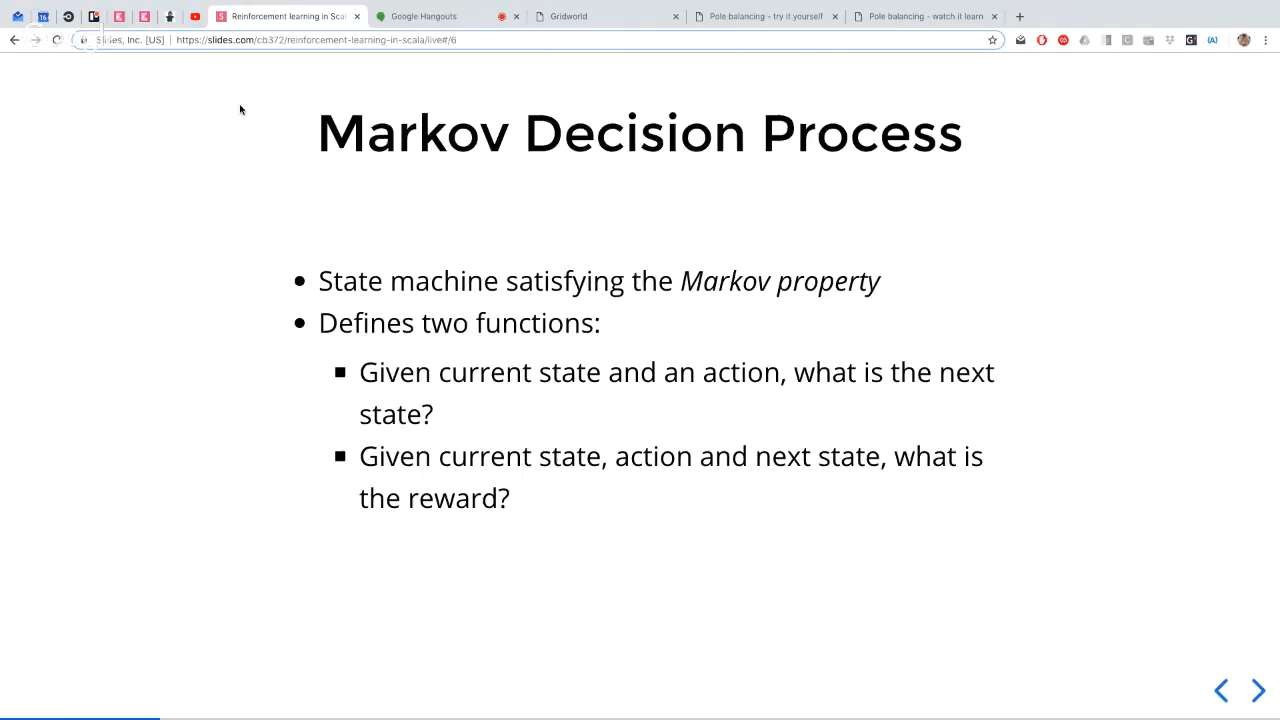 Reinforcement learning in Scal
Google Hangouts
Gridworld
Pole balancing - try it yourself
Pole balancing - watch it learn
Slides, Inc. [US]
https://slides.com/cb372/reinforcement-learning-in-scala/live#/6
Markov Decision Process
State machine satisfying the Markov property
Defines two functions:
Given current state and an action, what is the next
state?
Given current state, action and next state, what is
the reward?